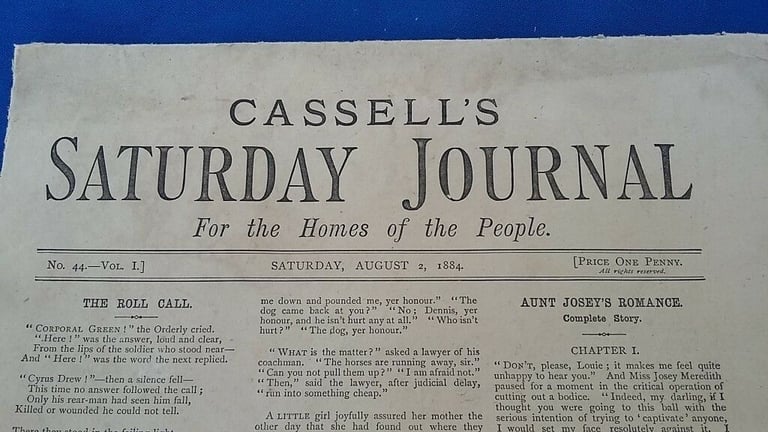 CASSELL'S
SATURDAY JOURNAL
For the Homes of the People.
No. 44.—Vol. I.]
SATURDAY, AUGUST 2, 1884.
[Price One Penny.
All rights reserved.
THE ROLL CALL.
"Corporal Green!" the Orderly cried.
"Here!" was the answer, loud and clear,
From the lips of the soldier who stood near—
And "Here!" was the word the next replied.
"Cyrus Drew!"—then a silence fell—
This time no answer followed the call;
Only his rear-man had seen him fall,
Killed or wounded he could not tell.
There they stood in the failing light
me down and pounded me, yer honour." "The
dog came back at you?" "No; Dennis, yer
honour, and he isn't hurt any at all." "Who isn't
hurt?" "The dog, yer honour."
"What is the matter?" asked a lawyer of his
coachman. "The horses are running away, sir."
"Can you not pull them up?" "I am afraid not."
"Then," said the lawyer, after judicial delay,
"run into something cheap."
A little girl joyfully assured her mother the
other day that she had found out where they
AUNT JOSEY'S ROMANCE.
Complete Story.
CHAPTER I.
"Don't, please, Louie; it makes me feel quite
unhappy to hear you." And Miss Josey Meredith
paused for a moment in the critical operation of
cutting out a bodice. "Indeed, my darling, if I
thought you were going to this ball with the
serious intention of trying to 'captivate' anyone,
I would set my face resolutely against it. I